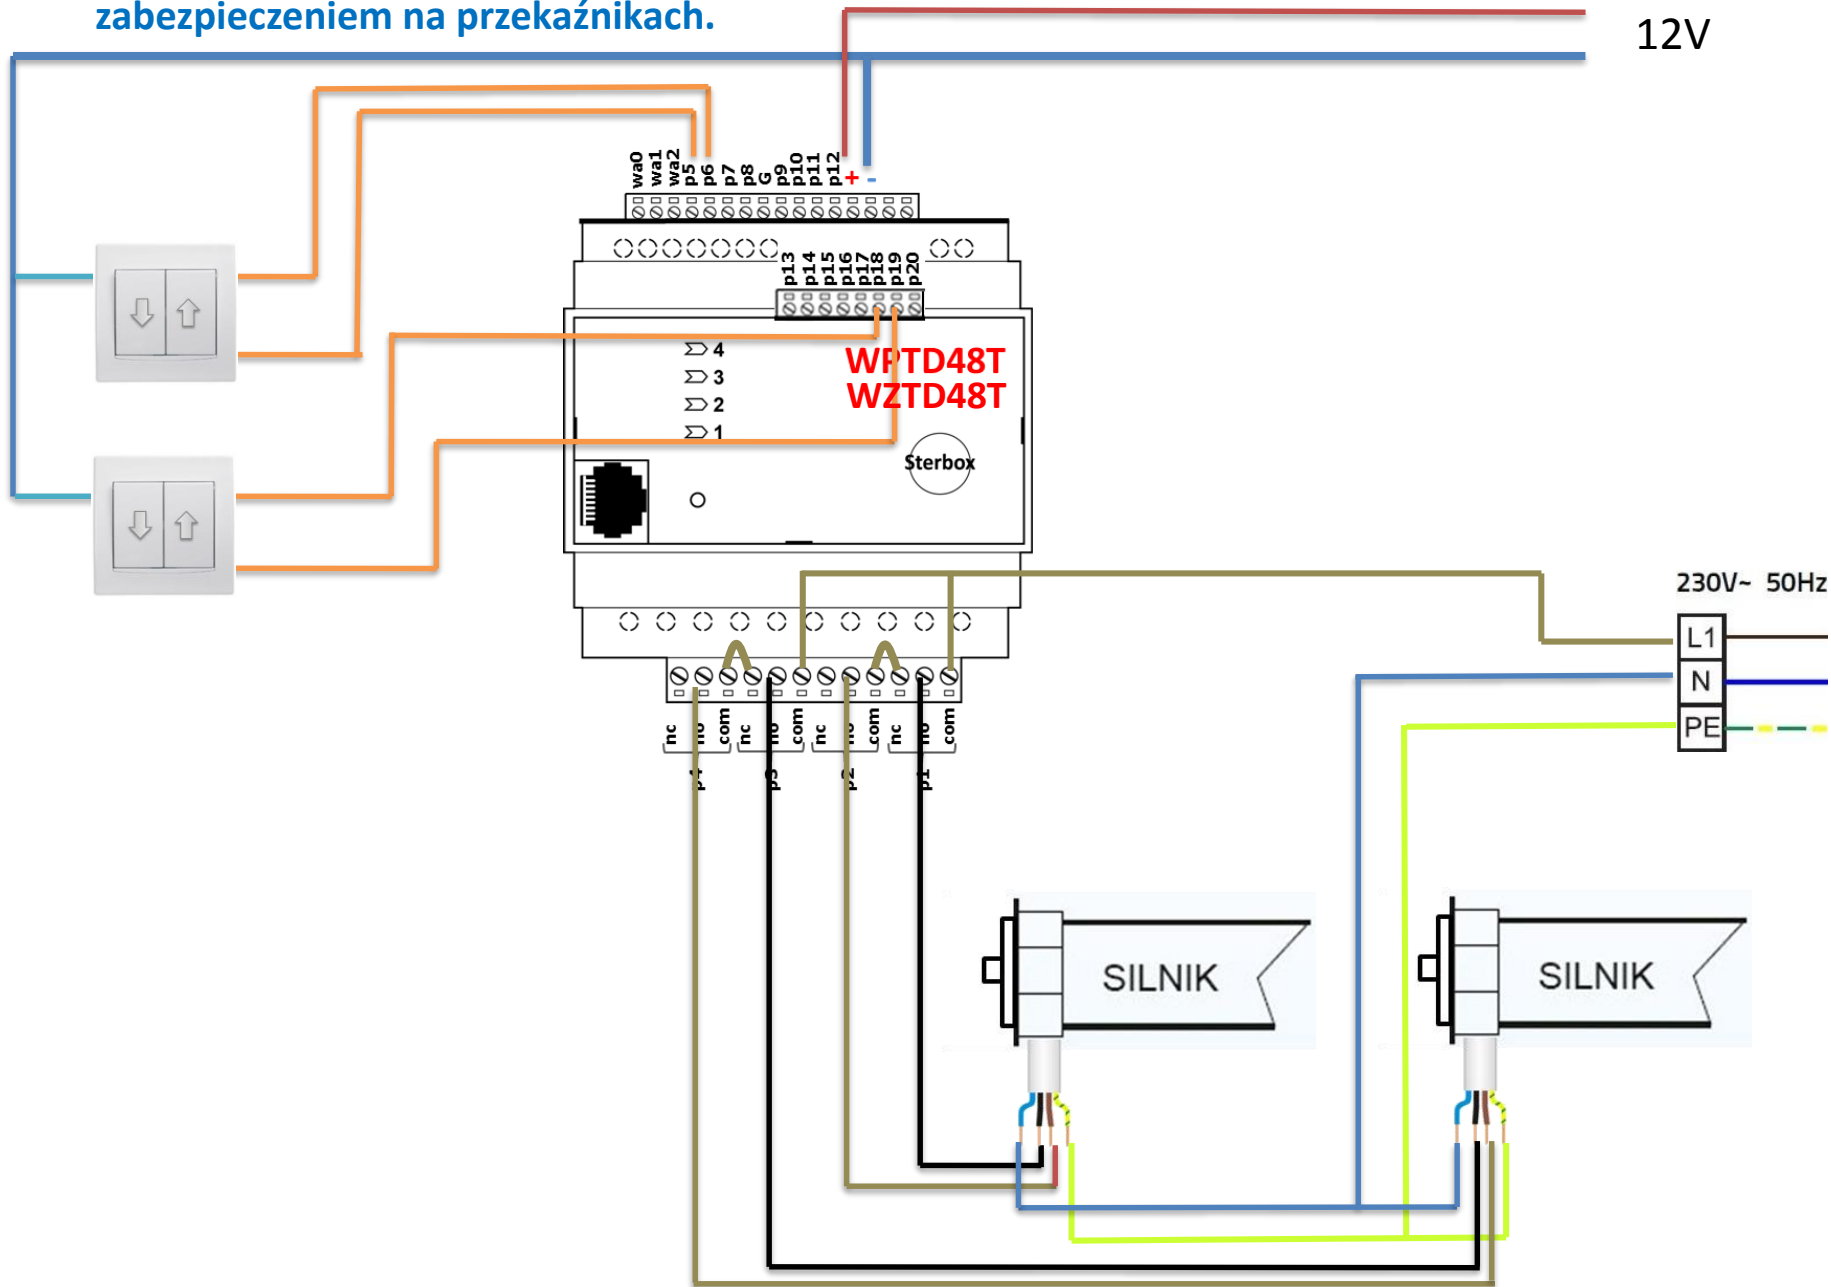 zabezpieczeniem na przekaźnikach.
12V
wa0
wa1
wa2
p5
p6
p7
p8
G
p9
p10
p11
p12
+
-
p13
p14
p15
p16
p17
p18
p19
p20
4
3
2
1
WPTD48T
WZTD48T
Sterbox
230V~ 50Hz
L1
N
PE
nc
no
com
nc
no
com
nc
no
com
nc
no
com
p4
p3
p2
p1
SILNIK
SILNIK